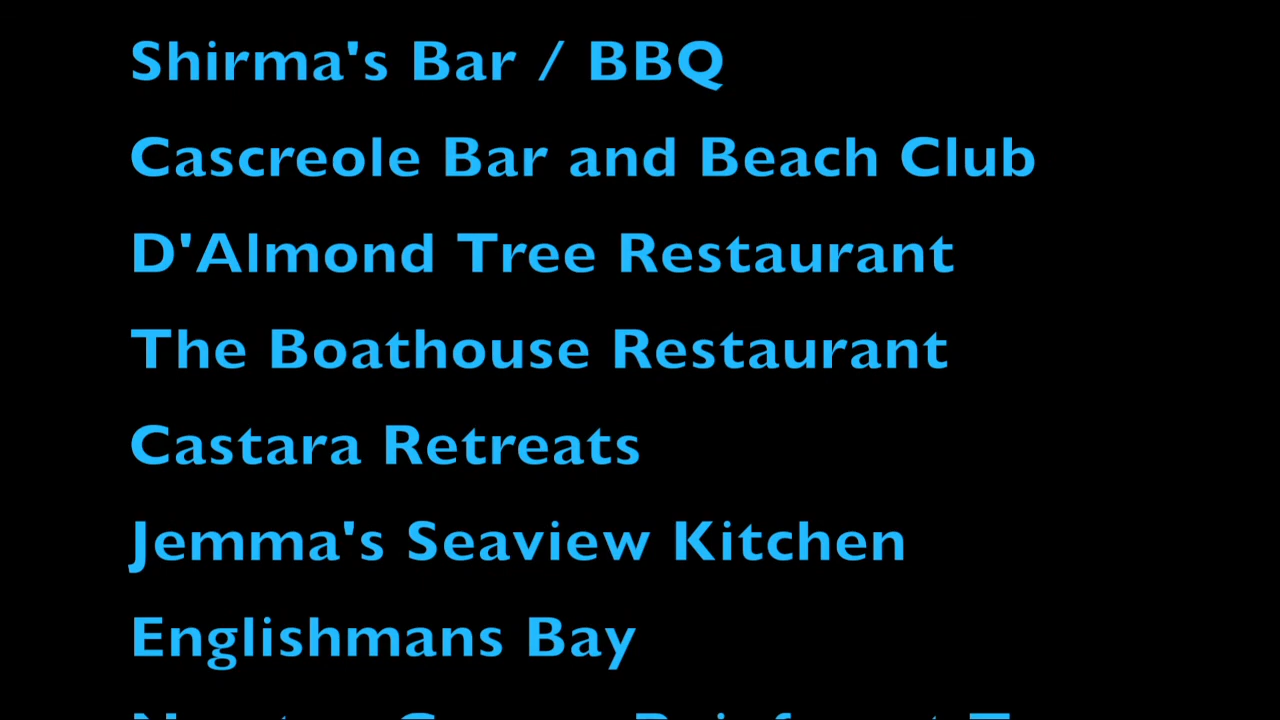 Shirma's Bar / BBQ
Cascreole Bar and Beach Club
D'Almond Tree Restaurant
The Boathouse Restaurant
Castara Retreats
Jemma's Seaview Kitchen
Englishmans Bay